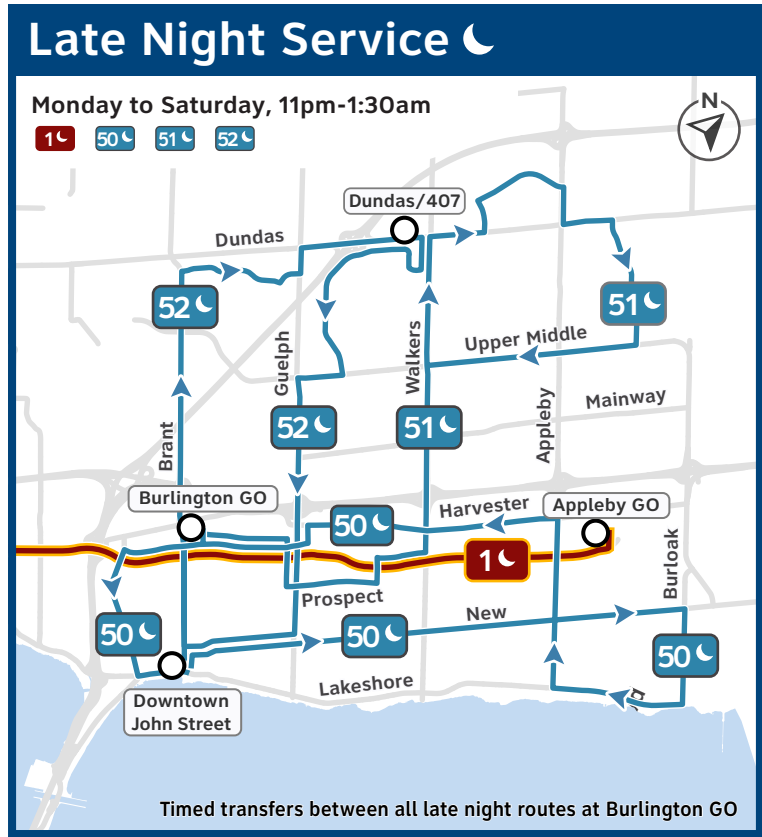 Late Night Service
Monday to Saturday, 11pm-1:30am
1 50 51 52
N
Dundas/407
Dundas
52
51
Upper Middle
Guelph
Walkers
Mainway
Appleby
52
51
Brant
Burlington GO
Harvester
Appleby GO
50
1
Burloak
Prospect
New
50
50
50
Lakeshore
Downtown
John Street
Timed transfers between all late night routes at Burlington GO